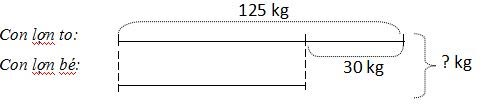 125 kg
Con lợn to:
Con lợn bé:
30 kg
? kg